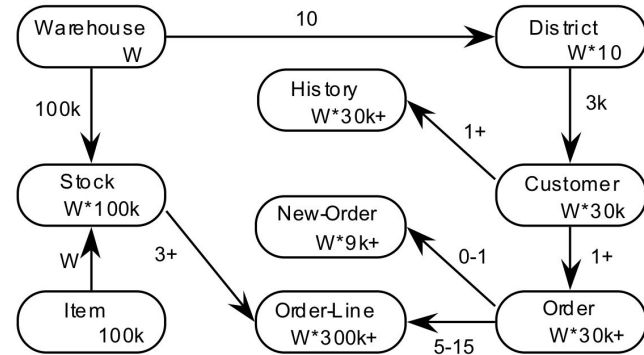 Warehouse
W
10
District
W*10
100k
History
W*30k+
1+
3k
Stock
W*100k
Customer
W*30k
New-Order
W*9k+
W
3+
0-1
1+
Item
100k
Order-Line
W*300k+
5-15
Order
W*30k+